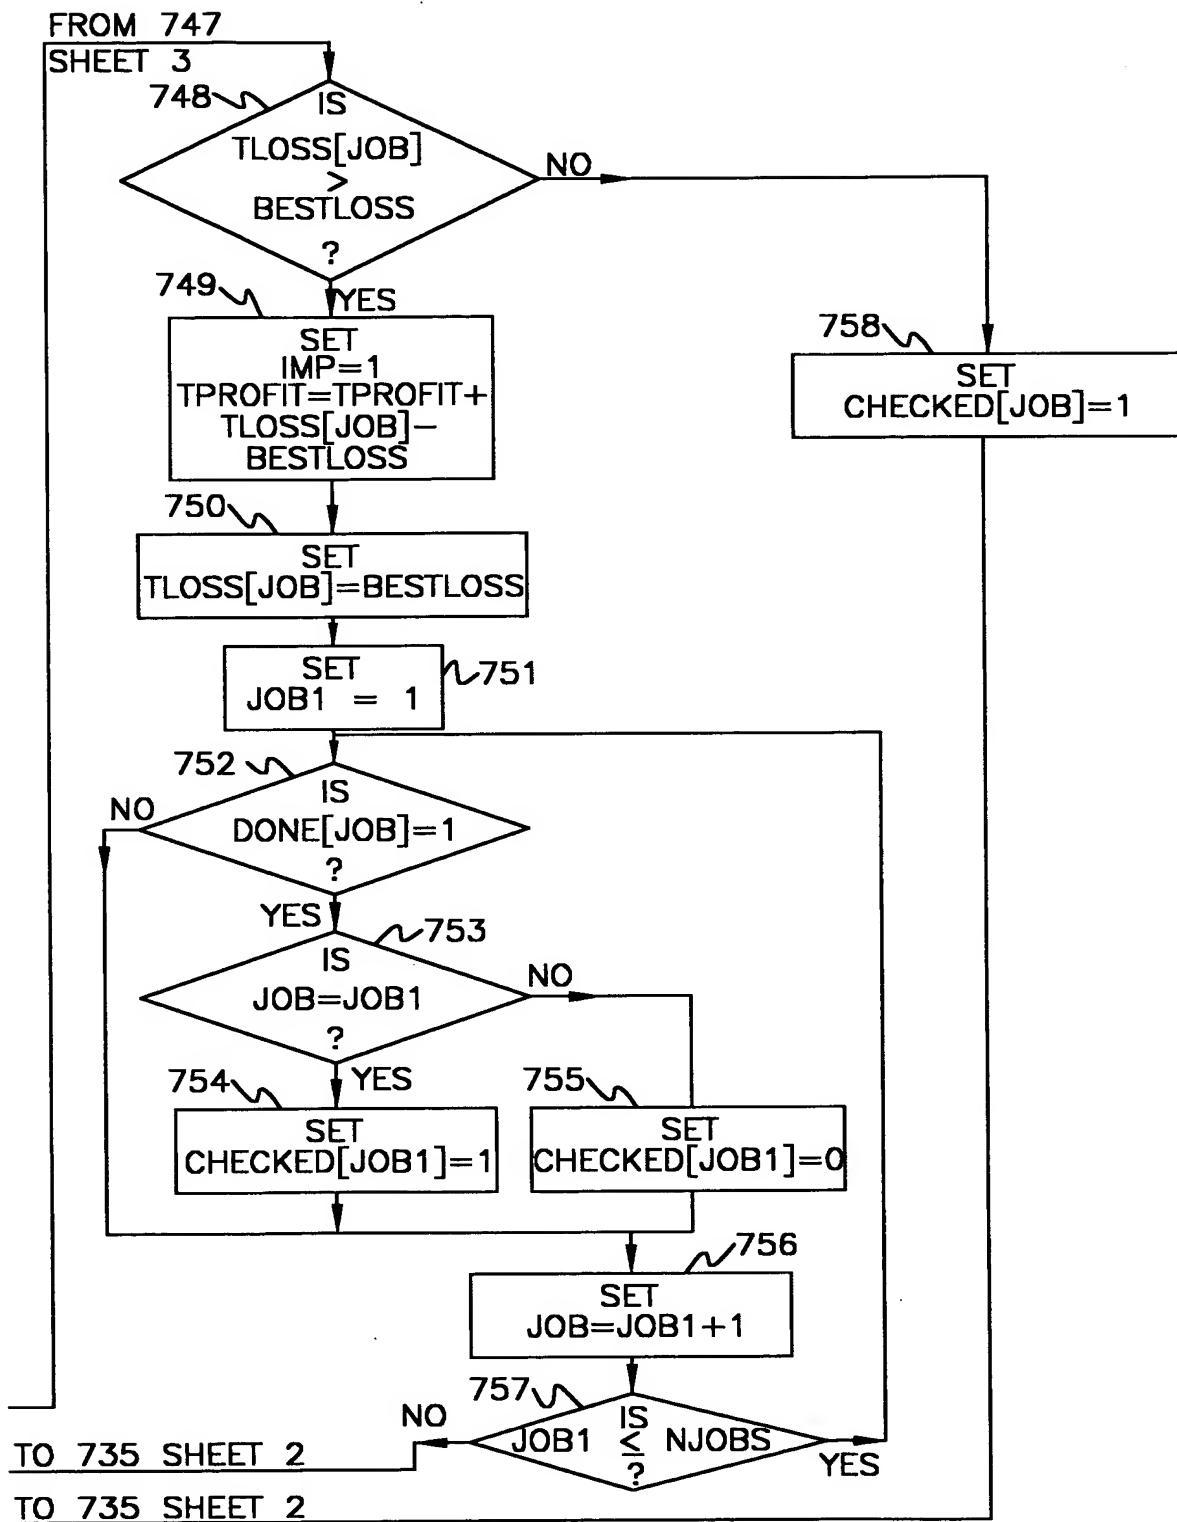 FROM 747
SHEET 3
748
IS
TLOSS[JOB]
>
BESTLOSS
?
NO
YES
749
SET
IMP=1
TPROFIT=TPROFIT+
TLOSS[JOB]-
BESTLOSS
758
SET
CHECKED[JOB]=1
750
SET
TLOSS[JOB]=BESTLOSS
SET
JOB1 = 1
751
752
IS
DONE[JOB]=1
?
NO
YES
753
IS
JOB=JOB1
?
NO
YES
754
SET
CHECKED[JOB1]=1
755
SET
CHECKED[JOB1]=0
756
SET
JOB=JOB1+1
757
IS
JOB1 ≤ NJOBS
?
NO
YES
TO 735 SHEET 2
TO 735 SHEET 2